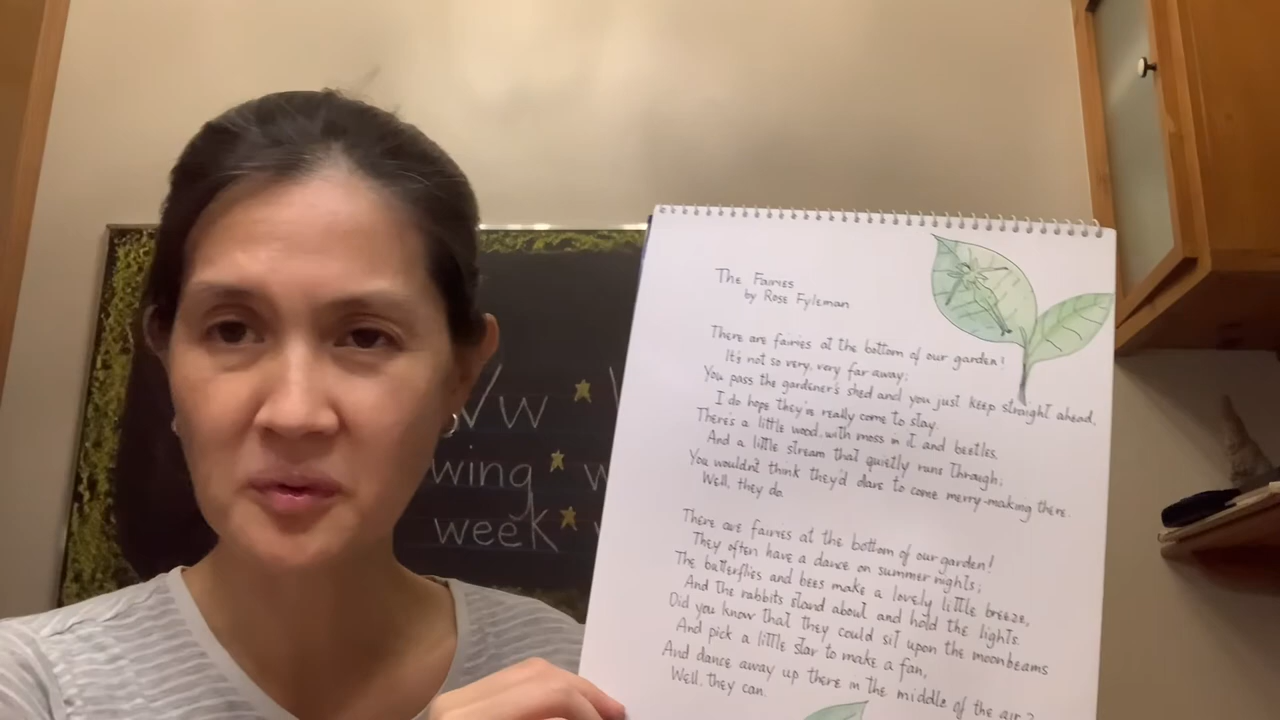 The Fairies
by Rose Fyleman
There are fairies at the bottom of our garden!
It's not so very, very far away;
You pass the gardener's shed and you just keep straight ahead,
I do hope they've really come to stay.
There's a little wood, with moss in it and beetles,
And a little stream that quietly runs through;
You wouldn't think they'd dare to come merry-making there.
Well, they do.
There are fairies at the bottom of our garden!
They often have a dance on summer nights;
The butterflies and bees make a lovely little breeze,
And the rabbits stand about and hold the lights.
Did you know that they could sit upon the moonbeams
And pick a little star to make a fan,
And dance away up there in the middle of the air?
Well, they can.
Ww
wing w
week